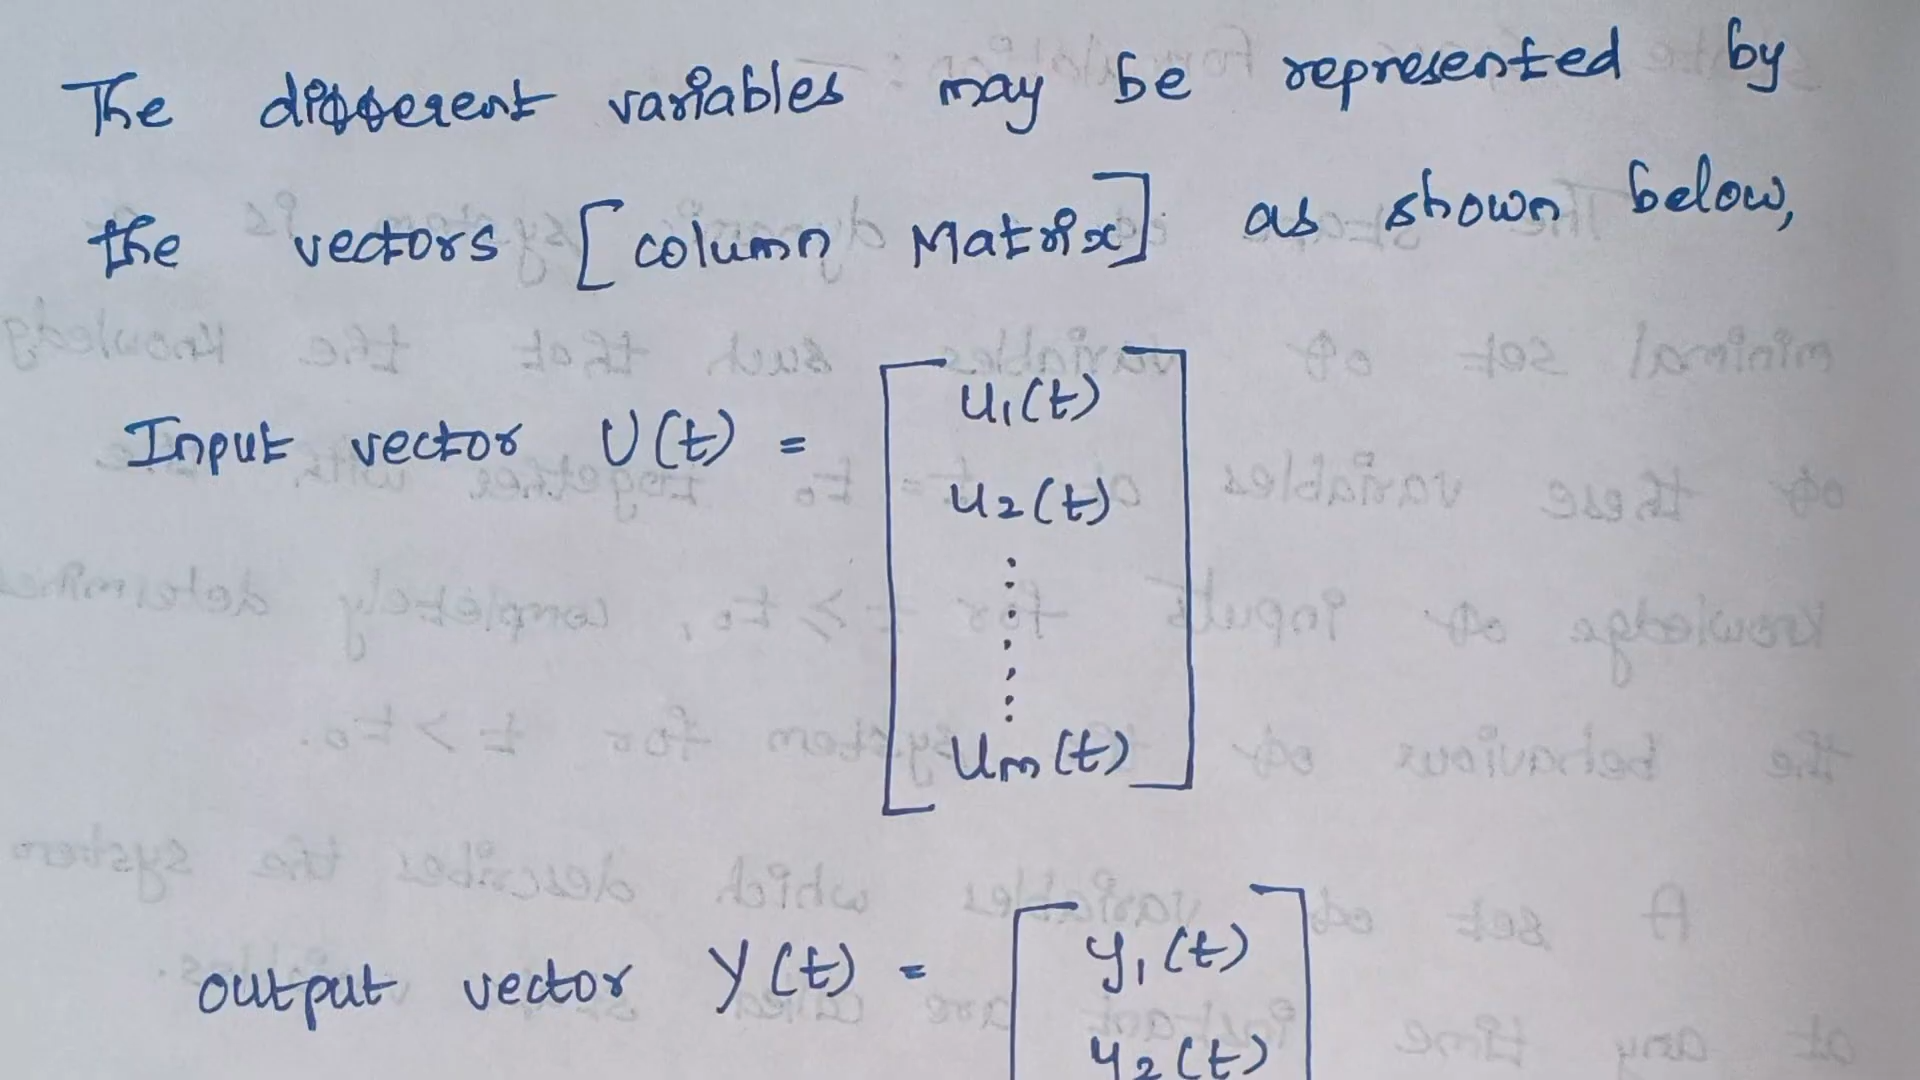 The different variables may be represented by
the vectors [column Matrix] as shown below,
Input vector U(t) = [u1(t)
u2(t)
⋮
um(t)]
output vector Y(t) = [y1(t)
y2(t)